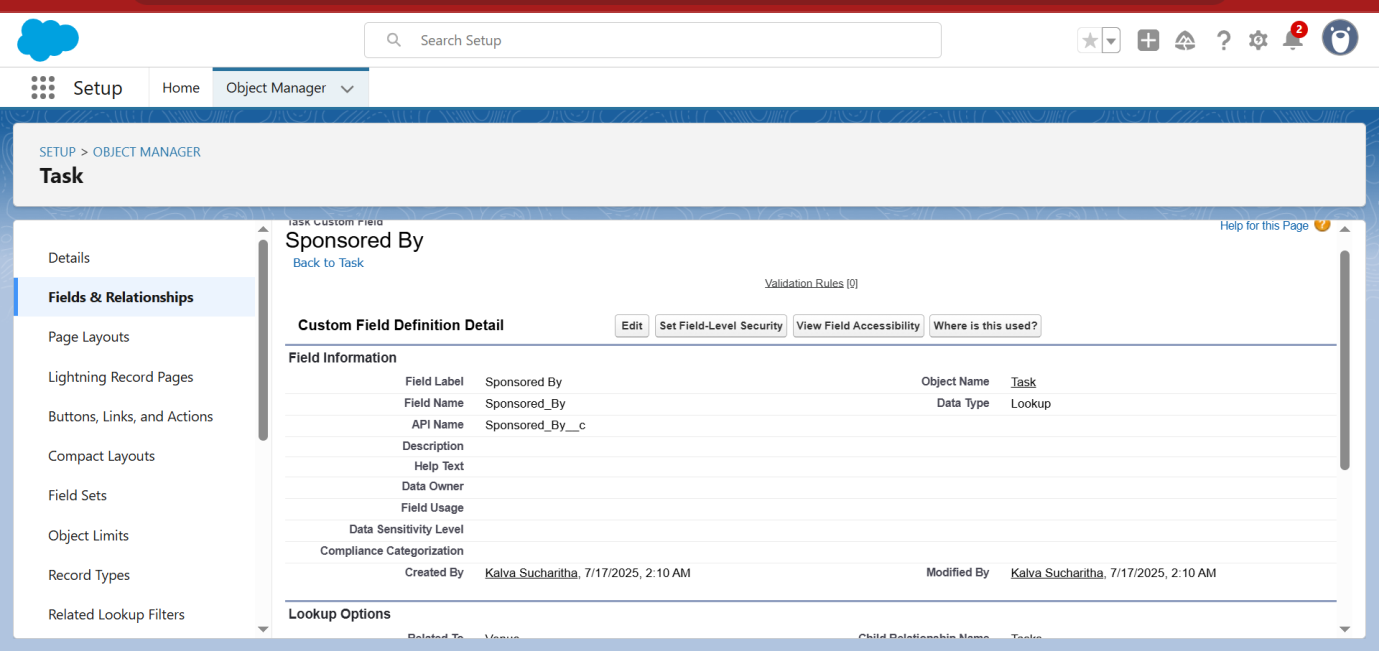 Search Setup
2
Setup
Home
Object Manager
SETUP > OBJECT MANAGER
Task
Details
Fields & Relationships
Page Layouts
Lightning Record Pages
Buttons, Links, and Actions
Compact Layouts
Field Sets
Object Limits
Record Types
Related Lookup Filters
Task Custom Field
Sponsored By
Help for this Page ?
Back to Task
Validation Rules [0]
Custom Field Definition Detail
Edit
Set Field-Level Security
View Field Accessibility
Where is this used?
Field Information
Field Label Sponsored By Object Name Task
Field Name Sponsored_By Data Type Lookup
API Name Sponsored_By__c
Description
Help Text
Data Owner
Field Usage
Data Sensitivity Level
Compliance Categorization
Created By Kalva Sucharitha, 7/17/2025, 2:10 AM Modified By Kalva Sucharitha, 7/17/2025, 2:10 AM
Lookup Options
Related To Venue Child Relationship Name Tasks